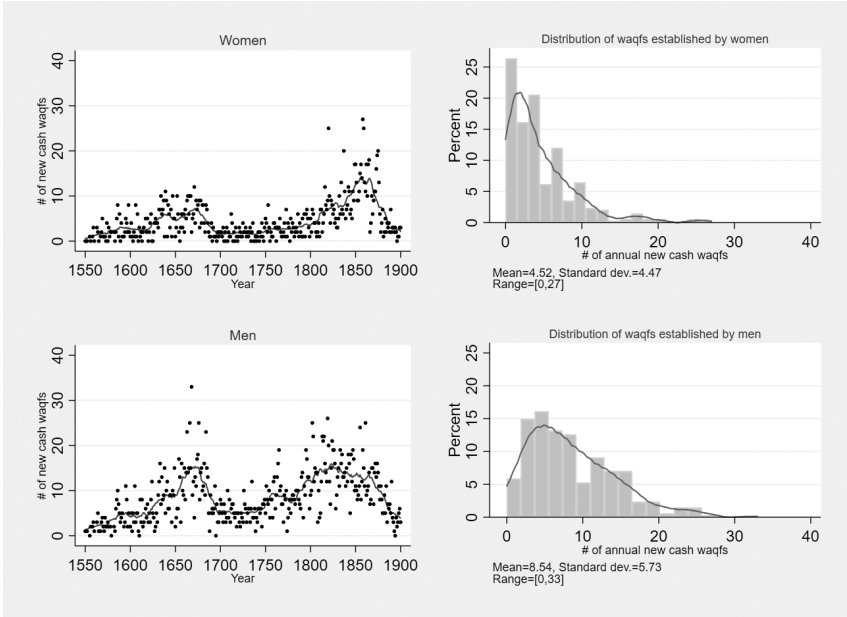 Women
# of new cash waqfs
40
30
20
10
0
1550 1600 1650 1700 1750 1800 1850 1900
Year
Distribution of waqfs established by women
Percent
25
20
15
10
5
0
0 10 20 30 40
# of annual new cash waqfs
Mean=4.52, Standard dev.=4.47
Range=[0,27]
Men
# of new cash waqfs
40
30
20
10
0
1550 1600 1650 1700 1750 1800 1850 1900
Year
Distribution of waqfs established by men
Percent
25
20
15
10
5
0
0 10 20 30 40
# of annual new cash waqfs
Mean=8.54, Standard dev.=5.73
Range=[0,33]